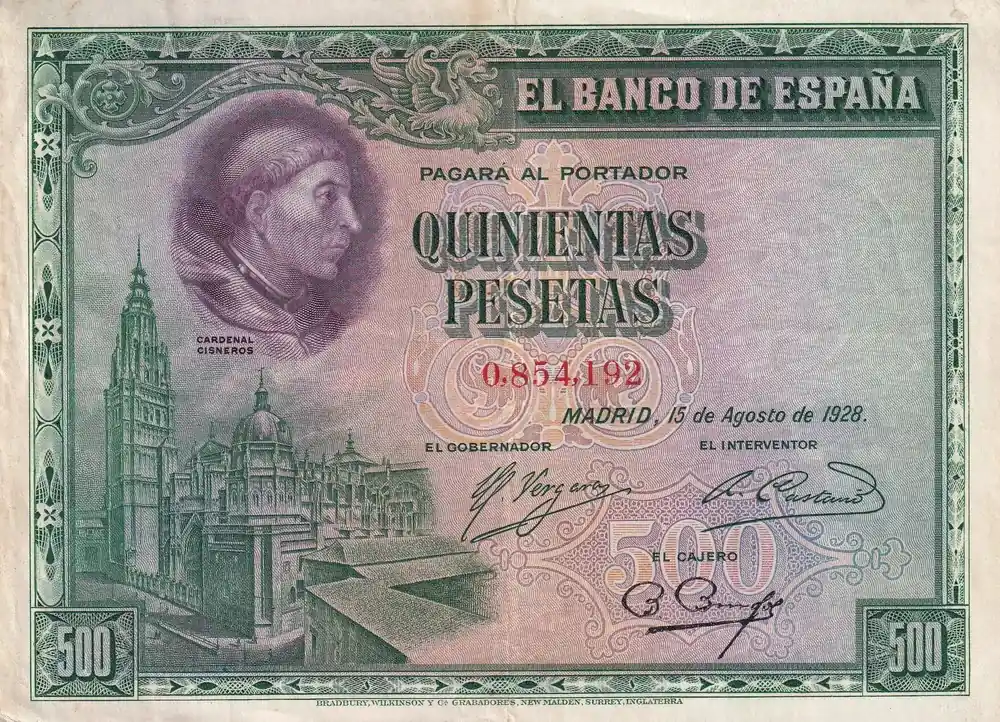 EL BANCO DE ESPAÑA
PAGARÁ AL PORTADOR
QUINIENTAS
PESETAS
CARDENAL
CISNEROS
0,854,192
MADRID, 15 de Agosto de 1928.
EL GOBERNADOR
EL INTERVENTOR
500
EL CAJERO
500
500
BRADBURY, WILKINSON Y Cª GRABADORES, NEW MALDEN, SURREY, INGLATERRA